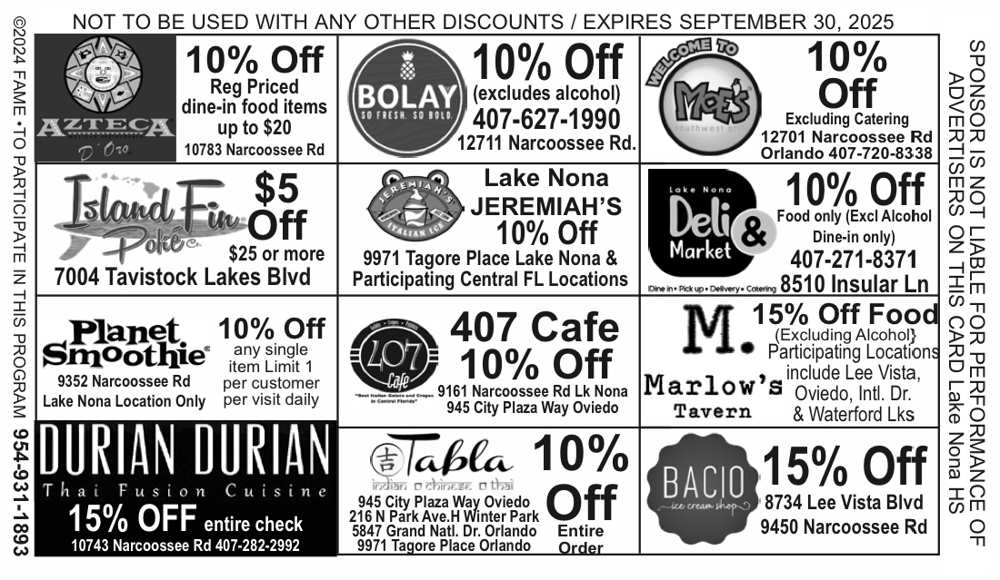 NOT TO BE USED WITH ANY OTHER DISCOUNTS / EXPIRES SEPTEMBER 30, 2025
©2024 FAME • TO PARTICIPATE IN THIS PROGRAM 954-931-1893
AZTECA
D'Oro
10% Off
Reg Priced
dine-in food items
up to $20
10783 Narcoossee Rd
BOLAY
SO FRESH. SO BOLD.
10% Off
(excludes alcohol)
407-627-1990
12711 Narcoossee Rd.
WELCOME TO
MOE'S
southwest grill
10%
Off
Excluding Catering
12701 Narcoossee Rd
Orlando 407-720-8338
Island Fin
Poke Co.
$5
Off
$25 or more
7004 Tavistock Lakes Blvd
JEREMIAH'S
ITALIAN ICE
Lake Nona
JEREMIAH'S
10% Off
9971 Tagore Place Lake Nona &
Participating Central FL Locations
Lake Nona
Deli &
Market
Dine in • Pick up • Delivery • Catering
10% Off
Food only (Excl Alcohol
Dine-in only)
407-271-8371
8510 Insular Ln
Planet
Smoothie®
9352 Narcoossee Rd
Lake Nona Location Only
10% Off
any single
item Limit 1
per customer
per visit daily
407
Cafe
"Best Italian Gelato and Crepes
in Central Florida"
407 Cafe
10% Off
9161 Narcoossee Rd Lk Nona
945 City Plaza Way Oviedo
M.
Marlow's
Tavern
15% Off Food
(Excluding Alcohol}
Participating Locations
include Lee Vista,
Oviedo, Intl. Dr.
& Waterford Lks
DURIAN DURIAN
Thai Fusion Cuisine
15% OFF entire check
10743 Narcoossee Rd 407-282-2992
吉 Tabla
indian chinese thai
945 City Plaza Way Oviedo
216 N Park Ave.H Winter Park
5847 Grand Natl. Dr. Orlando
9971 Tagore Place Orlando
10%
Off
Entire
Order
BACIO
ice cream shop
15% Off
8734 Lee Vista Blvd
9450 Narcoossee Rd
SPONSOR IS NOT LIABLE FOR PERFORMANCE OF
ADVERTISERS ON THIS CARD Lake Nona HS